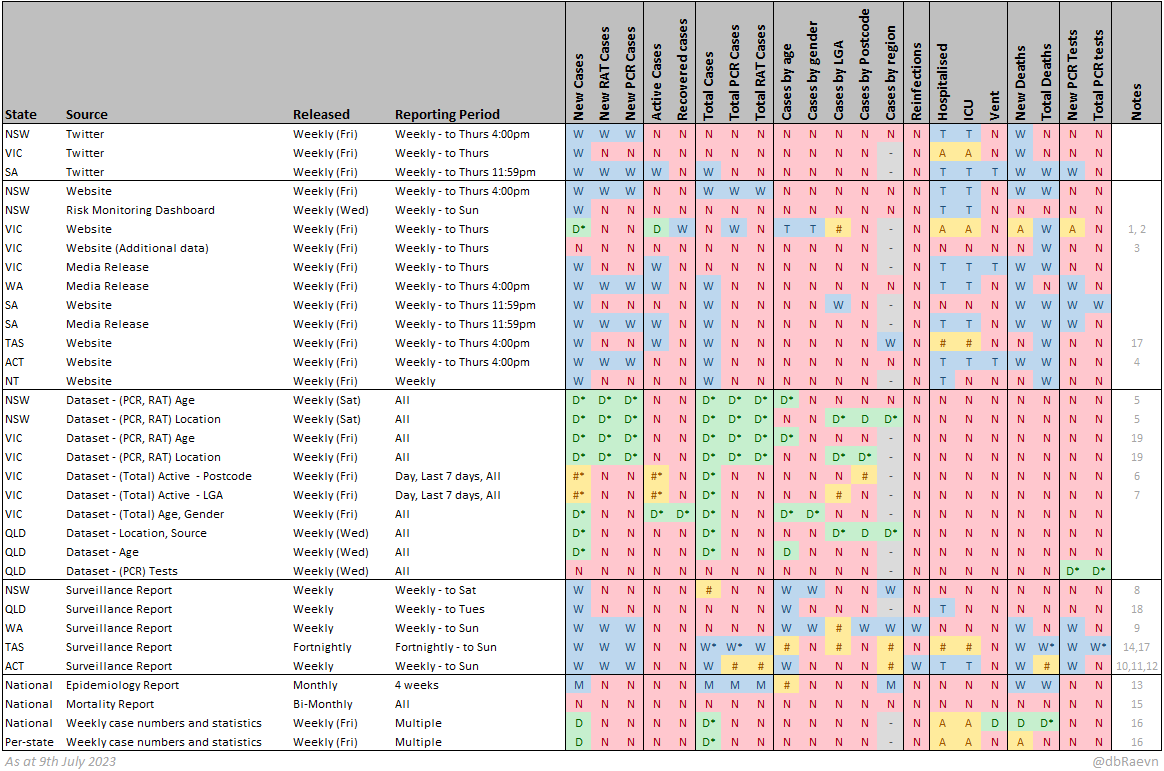 State Source Released Reporting Period New Cases New RAT Cases New PCR Cases Active Cases Recovered cases Total Cases Total PCR Cases Total RAT Cases Cases by age Cases by gender Cases by LGA Cases by Postcode Cases by region Reinfections Hospitalised ICU Vent New Deaths Total Deaths New PCR Tests Total PCR tests Notes
NSW Twitter Weekly (Fri) Weekly - to Thurs 4:00pm W W W N N N N N N N N N N N T T N W N N N
VIC Twitter Weekly (Fri) Weekly - to Thurs W N N N N N N N N N N N - N A A N W N N N
SA Twitter Weekly (Fri) Weekly - to Thurs 11:59pm W W W W N W N N N N N N - N T T T W W W N
NSW Website Weekly (Fri) Weekly - to Thurs 4:00pm W W W N N W W W N N N N N N T T N W W N N
NSW Risk Monitoring Dashboard Weekly (Wed) Weekly - to Sun W N N N N N N N N N N N N N T T N N N N N
VIC Website Weekly (Fri) Weekly - to Thurs D* N N D W N W N T T # N - N A A N A W A N 1, 2
VIC Website (Additional data) Weekly (Fri) Weekly - to Thurs N N N N N N N N N N N N - N N N N N W N N 3
VIC Media Release Weekly (Fri) Weekly - to Thurs W N N W N N N N N N N N - N T T T W W N N
WA Media Release Weekly (Fri) Weekly - to Thurs 4:00pm W W W W N W N N N N N N N N T T N W N W N
SA Website Weekly (Fri) Weekly - to Thurs 11:59pm W N N N N W N N N N W N - N N N N W W W W
SA Media Release Weekly (Fri) Weekly - to Thurs 11:59pm W W W W N W N N N N N N - N T T N W W W N
TAS Website Weekly (Fri) Weekly - to Thurs 4:00pm W N N W N W N N N N N N W N # # N N W N N 17
ACT Website Weekly (Fri) Weekly - to Thurs 4:00pm W W W N N W N N N N N N N N T T T W W N N 4
NT Website Weekly (Fri) Weekly W N N N N W N N N N N N - N T N N N W N N
NSW Dataset - (PCR, RAT) Age Weekly (Sat) All D* D* D* N N D* D* D* D* N N N N N N N N N N N N 5
NSW Dataset - (PCR, RAT) Location Weekly (Sat) All D* D* D* N N D* D* D* N N D* D D* N N N N N N N N 5
VIC Dataset - (PCR, RAT) Age Weekly (Fri) All D* D* D* N N D* D* D* D* N N N - N N N N N N N N 19
VIC Dataset - (PCR, RAT) Location Weekly (Fri) All D* D* D* N N D* D* D* N N D* D* - N N N N N N N N 19
VIC Dataset - (Total) Active - Postcode Weekly (Fri) Day, Last 7 days, All #* N N #* N D* N N N N N # - N N N N N N N N 6
VIC Dataset - (Total) Active - LGA Weekly (Fri) Day, Last 7 days, All #* N N #* N D* N N N N # N - N N N N N N N N 7
VIC Dataset - (Total) Age, Gender Weekly (Fri) All D* N N D* D* D* N N D* D* N N - N N N N N N N N
QLD Dataset - Location, Source Weekly (Wed) All D* N N N N D* N N N N D* D D* N N N N N N N N
QLD Dataset - Age Weekly (Wed) All D* N N N N D* N N D N N N - N N N N N N N N
QLD Dataset - (PCR) Tests Weekly (Wed) All N N N N N N N N N N N N - N N N N N N D* D*
NSW Surveillance Report Weekly Weekly - to Sat W N N N N # N N W W N N W N N N N N N N N 8
QLD Surveillance Report Weekly Weekly - to Tues W N N N N N N N W N N N - N T N N N N N N 18
WA Surveillance Report Weekly Weekly - to Sun W W W N N N N N W W # W W W N N N W N W N 9
TAS Surveillance Report Fortnightly Fortnightly - to Sun W W W N N W* W* W # N # N # N # # N W W* W W* 14,17
ACT Surveillance Report Weekly Weekly - to Sun W W W N N W # # W N N N # W T T N W # W N 10,11,12
National Epidemiology Report Monthly 4 weeks M N N N N M M M # N N N M N N N N W W N N 13
National Mortality Report Bi-Monthly All N N N N N N N N N N N N N N N N N N N N N 15
National Weekly case numbers and statistics Weekly (Fri) Multiple D N N N N D* N N N N N N - N A A D D D* N N 16
Per-state Weekly case numbers and statistics Weekly (Fri) Multiple D N N N N D* N N N N N N - N A A N A N N N 16
As at 9th July 2023 @dbRaevn